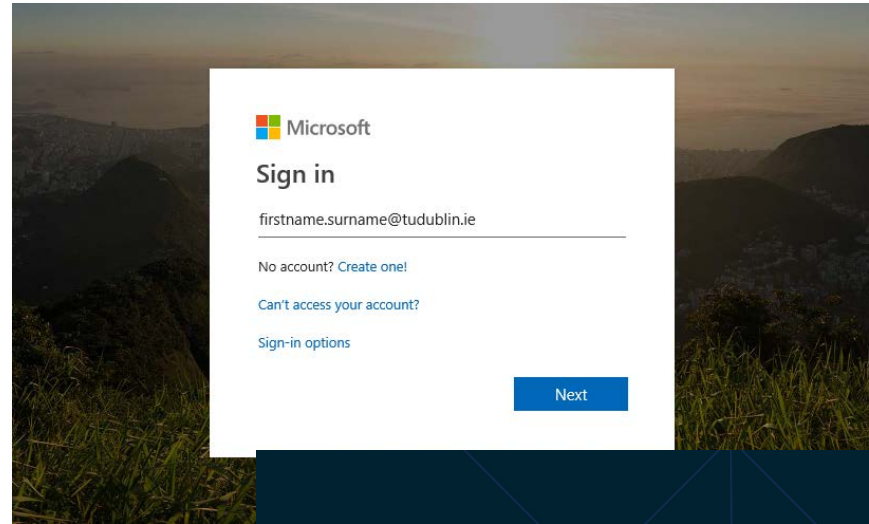 Microsoft
Sign in
firstname.surname@tudublin.ie
No account? Create one!
Can't access your account?
Sign-in options
Next